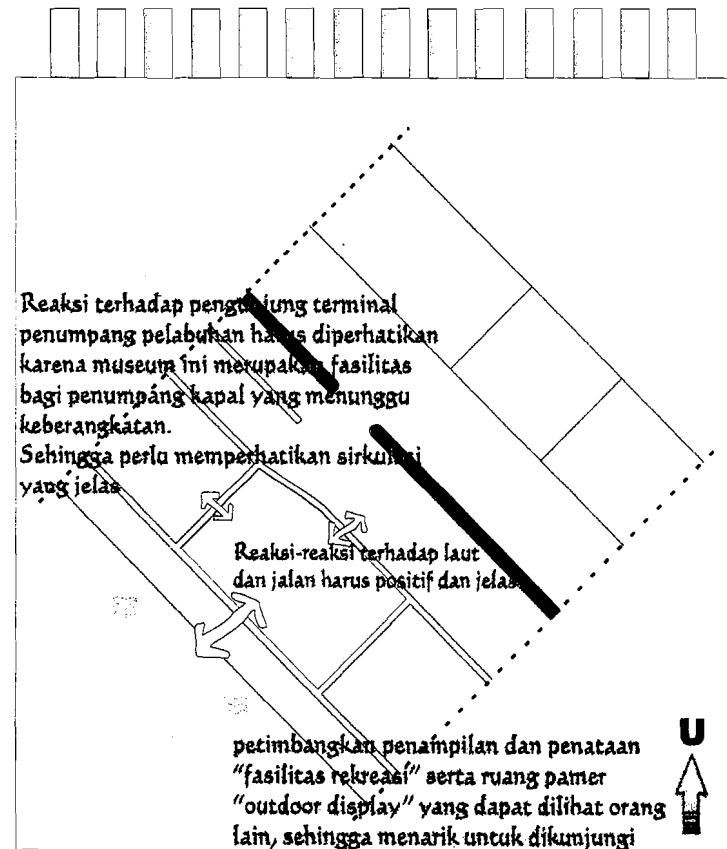 Reaksi terhadap pengunjung terminal
penumpang pelabuhan harus diperhatikan
karena museum ini merupakan fasilitas
bagi penumpang kapal yang menunggu
keberangkatan.
Sehingga perlu memperhatikan sirkulasi
yang jelas
Reaksi-reaksi terhadap laut
dan jalan harus positif dan jelas
petimbangkan penampilan dan penataan
"fasilitas rekreasi" serta ruang pamer
"outdoor display" yang dapat dilihat orang
lain, sehingga menarik untuk dikunjungi
U